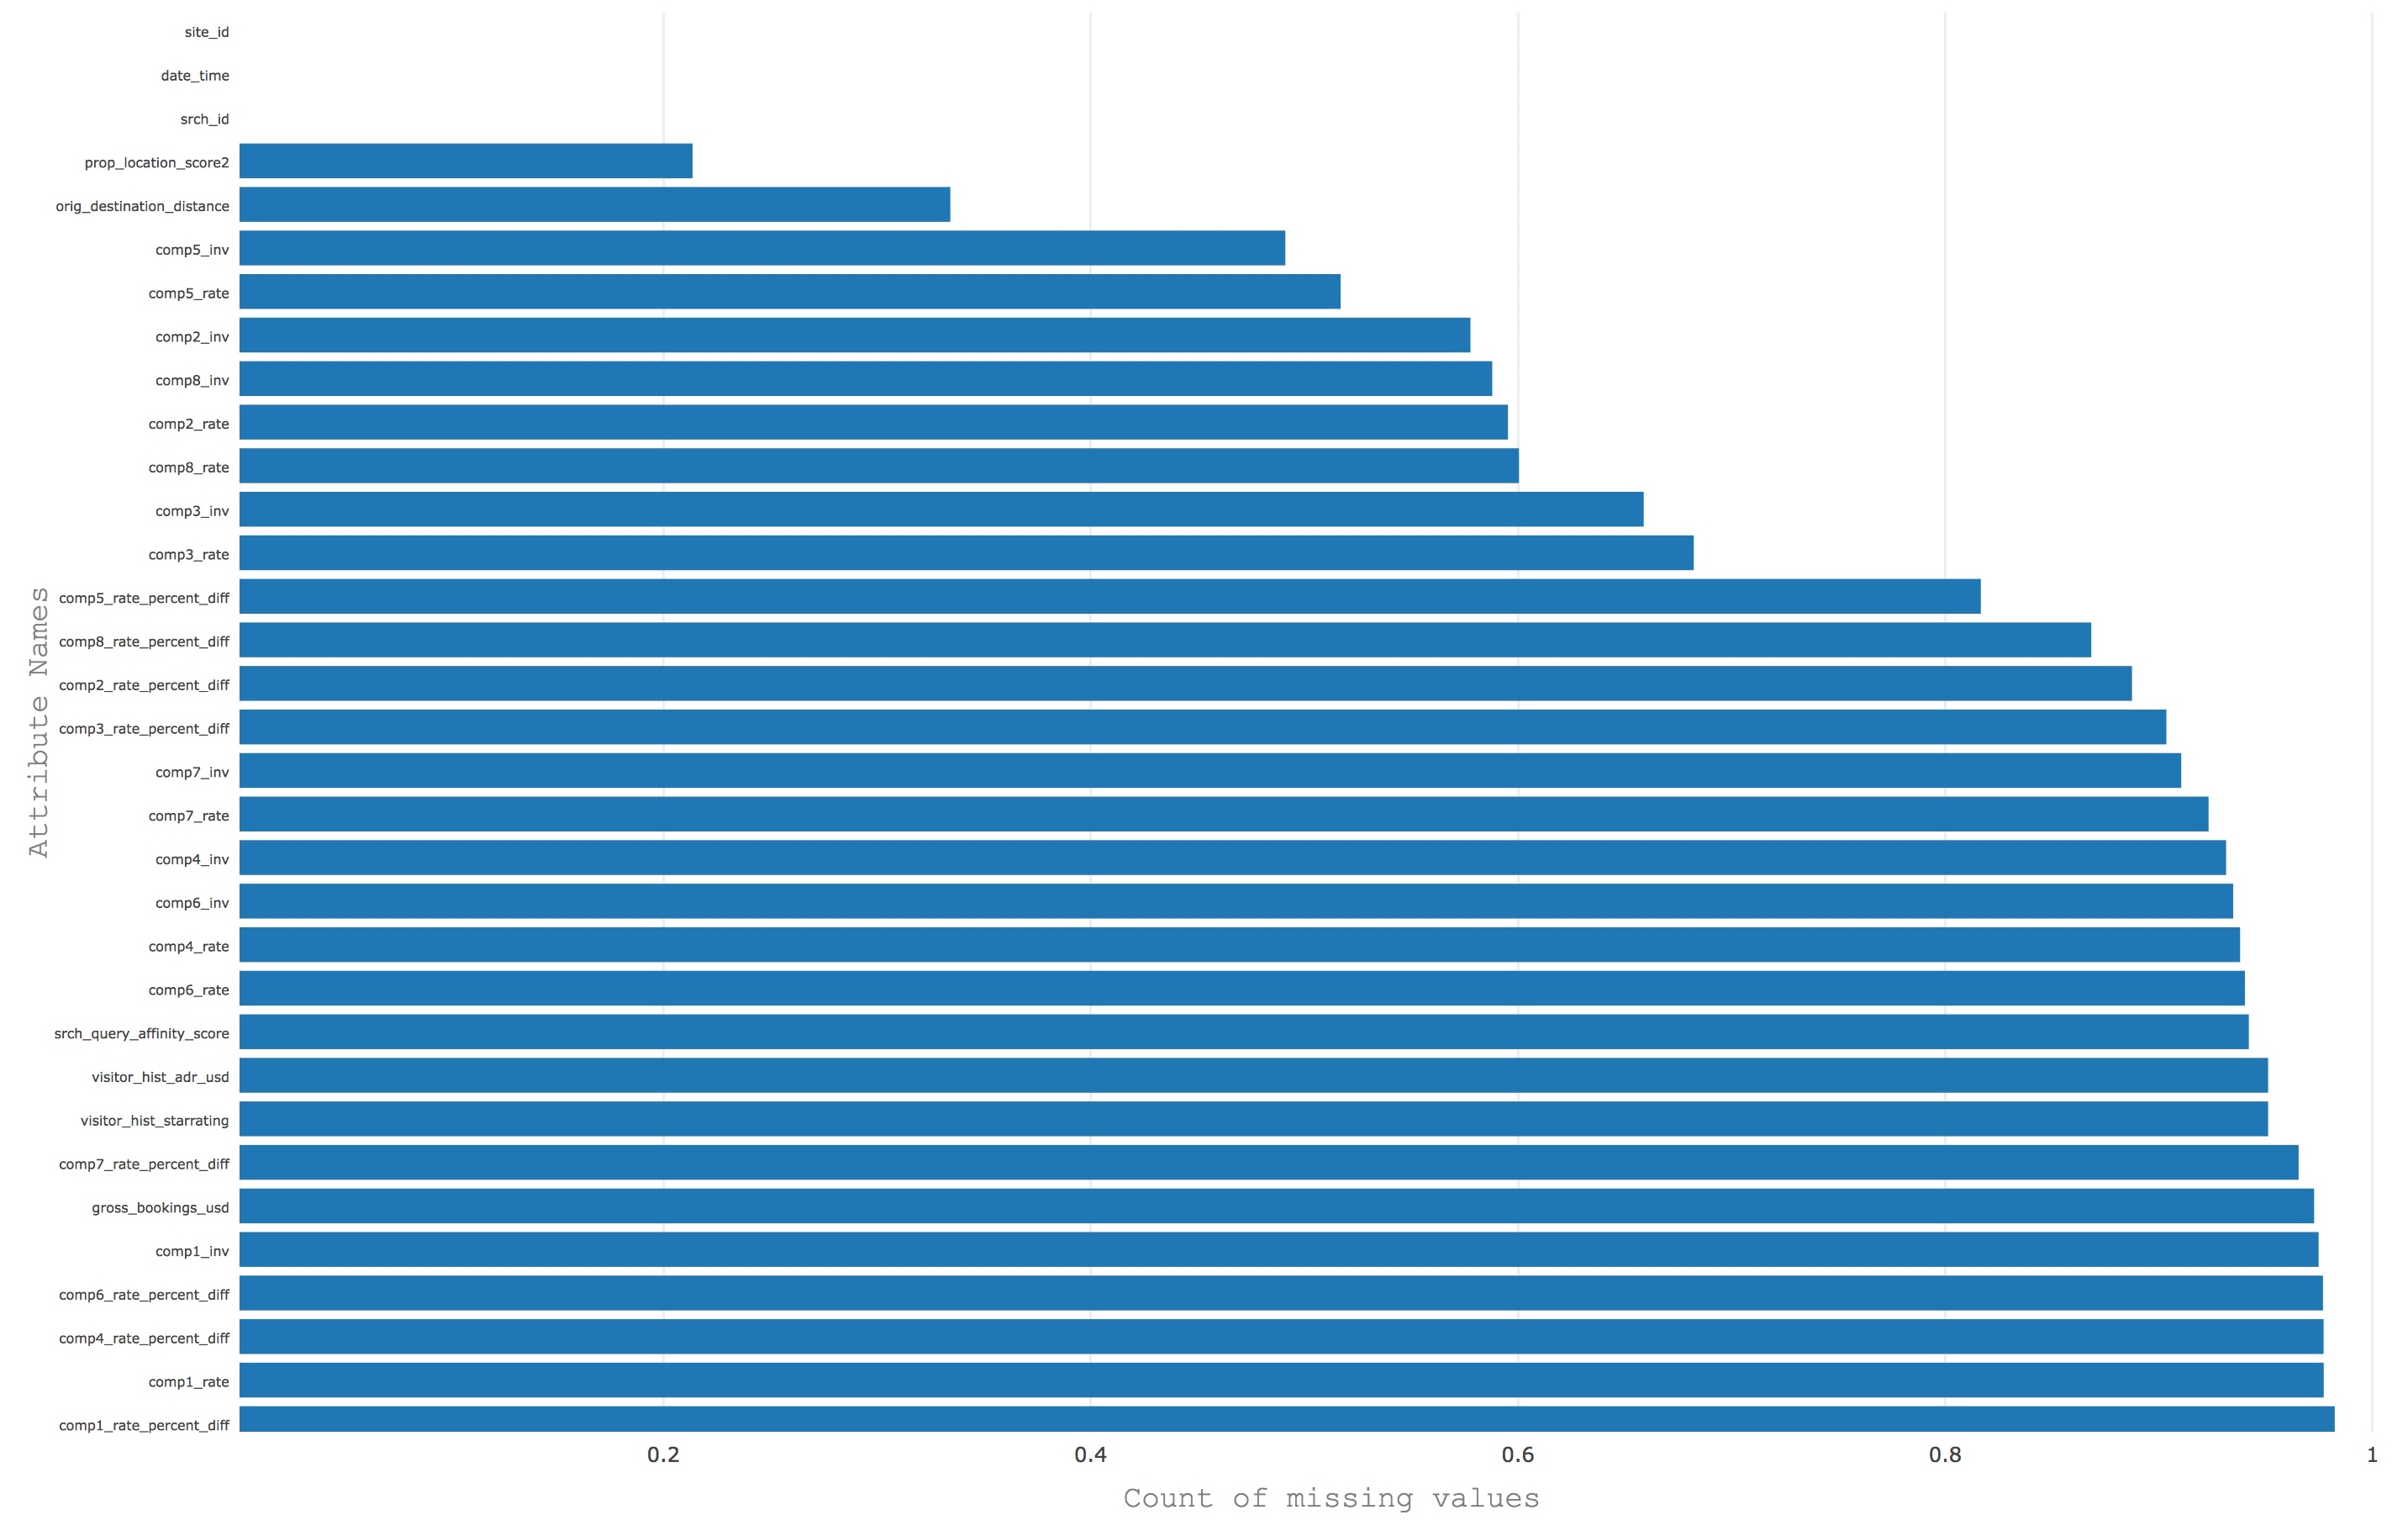 site_id
date_time
srch_id
prop_location_score2
orig_destination_distance
comp5_inv
comp5_rate
comp2_inv
comp8_inv
comp2_rate
comp8_rate
comp3_inv
comp3_rate
comp5_rate_percent_diff
comp8_rate_percent_diff
comp2_rate_percent_diff
comp3_rate_percent_diff
comp7_inv
comp7_rate
comp4_inv
comp6_inv
comp4_rate
comp6_rate
srch_query_affinity_score
visitor_hist_adr_usd
visitor_hist_starrating
comp7_rate_percent_diff
gross_bookings_usd
comp1_inv
comp6_rate_percent_diff
comp4_rate_percent_diff
comp1_rate
comp1_rate_percent_diff
Attribute Names
0.2 0.4 0.6 0.8 1
Count of missing values